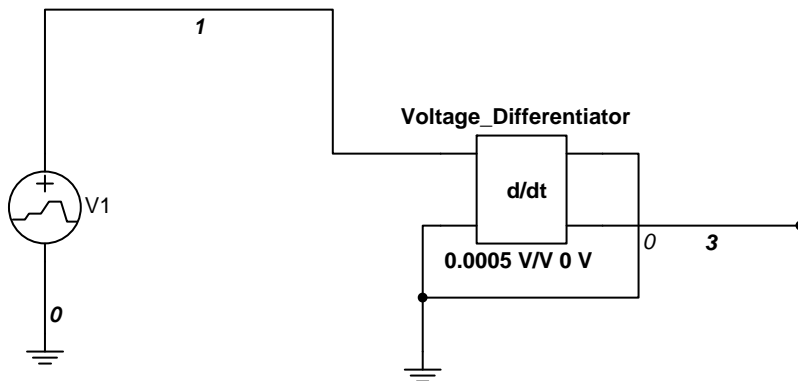 1
Voltage_Differentiator
V1
d/dt
0.0005 V/V 0 V
0
3
0